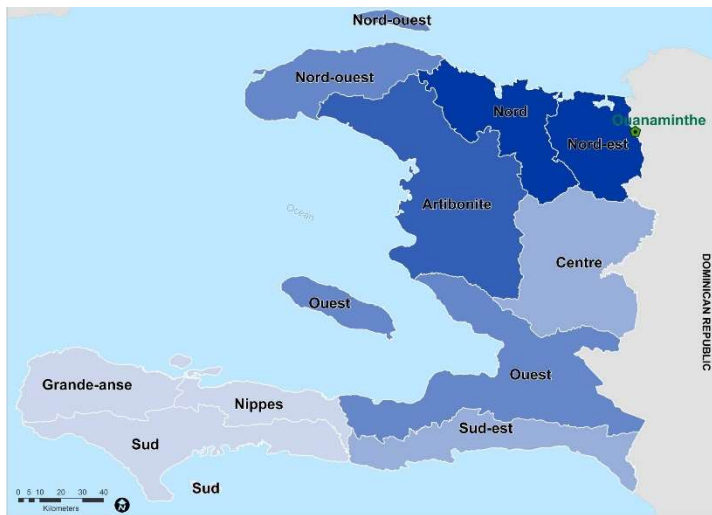 Nord-ouest
Nord-ouest
Nord
Ouanaminthe
Nord-est
Artibonite
Ocean
Centre
DOMINICAN REPUBLIC
Ouest
Ouest
Grande-anse
Nippes
Sud-est
Sud
Sud
0 5 10 20 30 40
Kilometers
N